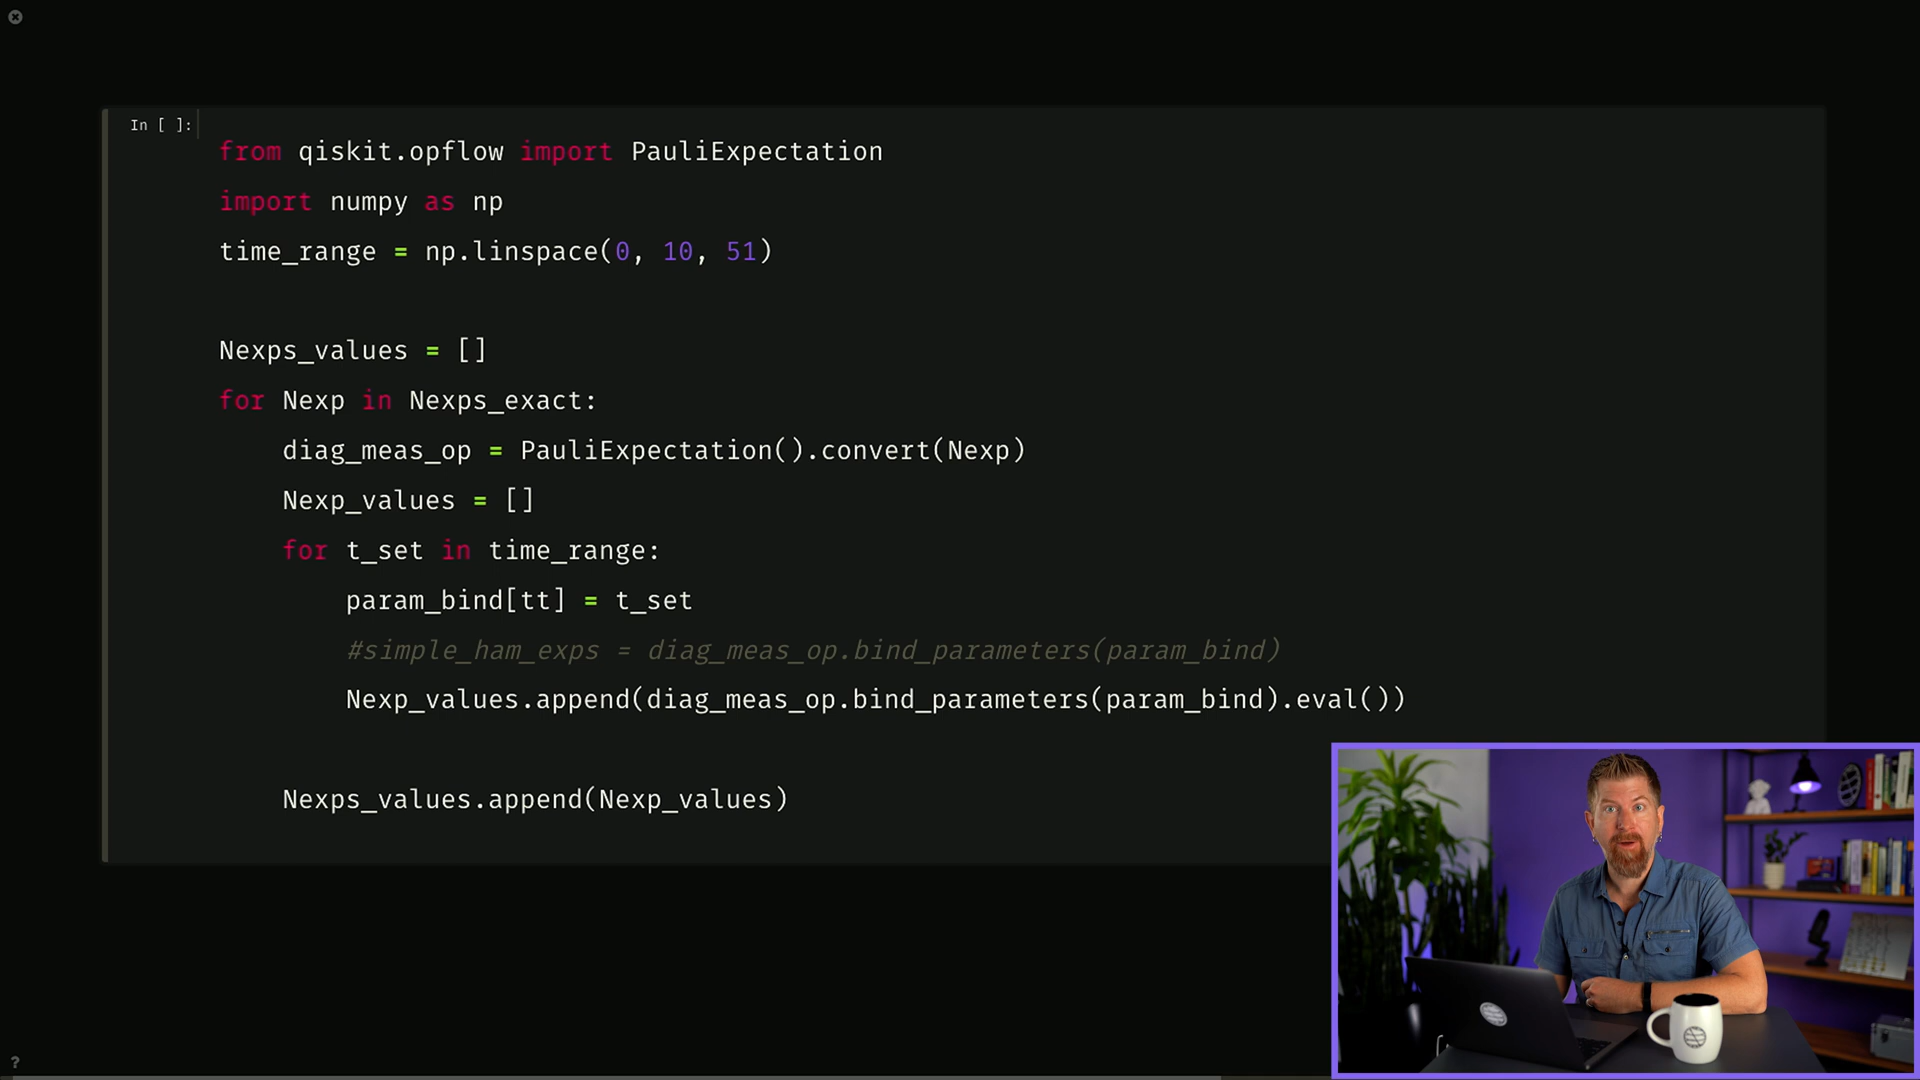 In [ ]:
from qiskit.opflow import PauliExpectation
import numpy as np
time_range = np.linspace(0, 10, 51)
Nexps_values = []
for Nexp in Nexps_exact:
    diag_meas_op = PauliExpectation().convert(Nexp)
    Nexp_values = []
    for t_set in time_range:
        param_bind[tt] = t_set
        #simple_ham_exps = diag_meas_op.bind_parameters(param_bind)
        Nexp_values.append(diag_meas_op.bind_parameters(param_bind).eval())
    Nexps_values.append(Nexp_values)
?